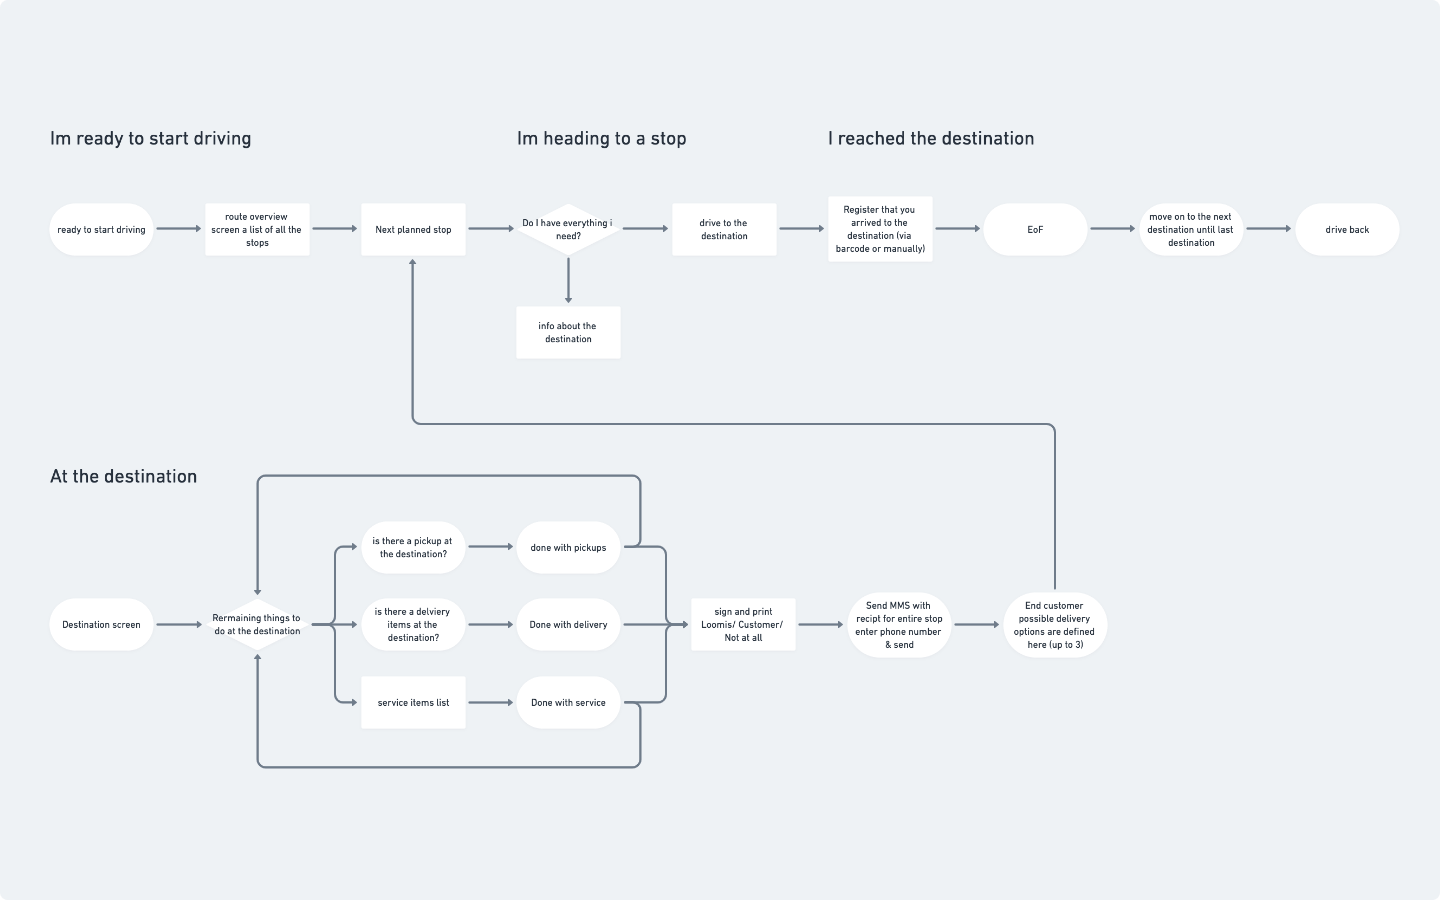 Im ready to start driving
Im heading to a stop
I reached the destination
ready to start driving
route overview
screen a list of all the
stops
Next planned stop
Do I have everything i
need?
drive to the
destination
Register that you
arrived to the
destination (via
barcode or manually)
EoF
move on to the next
destination until last
destination
drive back
info about the
destination
At the destination
is there a pickup at
the destination?
done with pickups
Destination screen
Rermaining things to
do at the destination
is there a delviery
items at the
destination?
Done with delivery
sign and print
Loomis/ Customer/
Not at all
Send MMS with
recipt for entire stop
enter phone number
& send
End customer
possible delivery
options are defined
here (up to 3)
service items list
Done with service